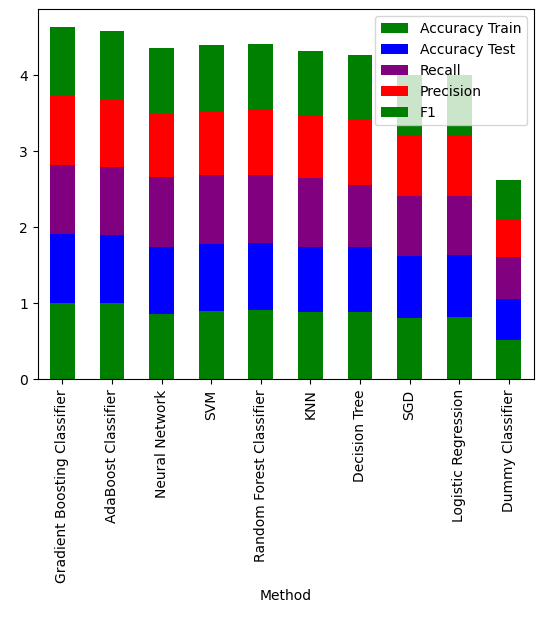 Accuracy Train
Accuracy Test
Recall
Precision
F1
4
3
2
1
0
Gradient Boosting Classifier
AdaBoost Classifier
Neural Network
SVM
Random Forest Classifier
KNN
Decision Tree
SGD
Logistic Regression
Dummy Classifier
Method